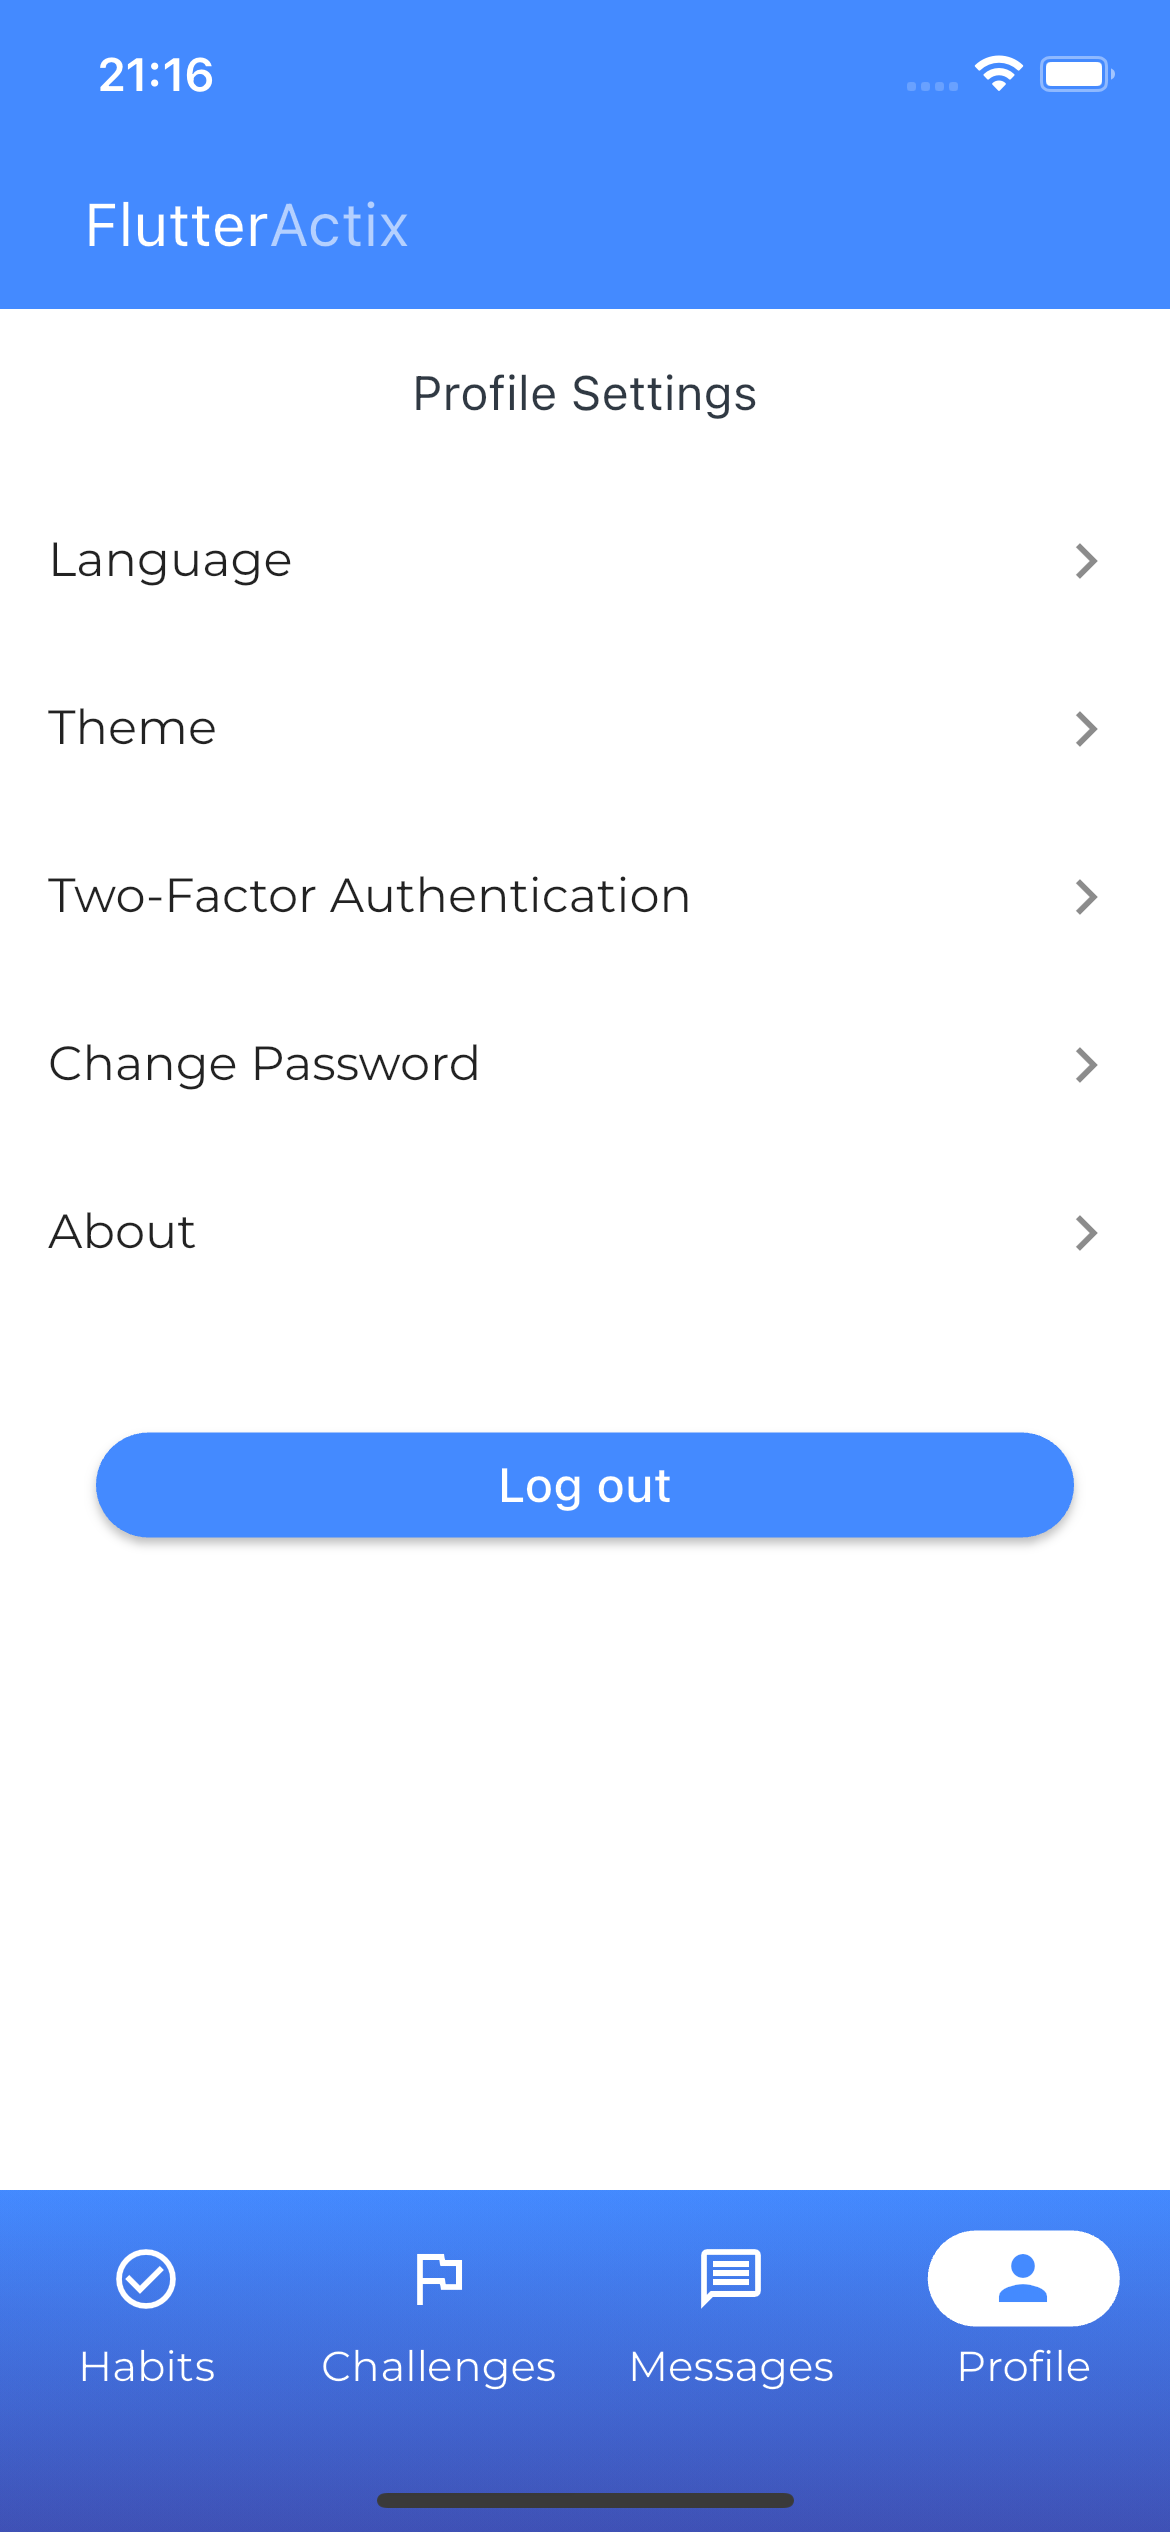 21:16
FlutterActix
Profile Settings
Language
Theme
Two-Factor Authentication
Change Password
About
Log out
Habits
Challenges
Messages
Profile